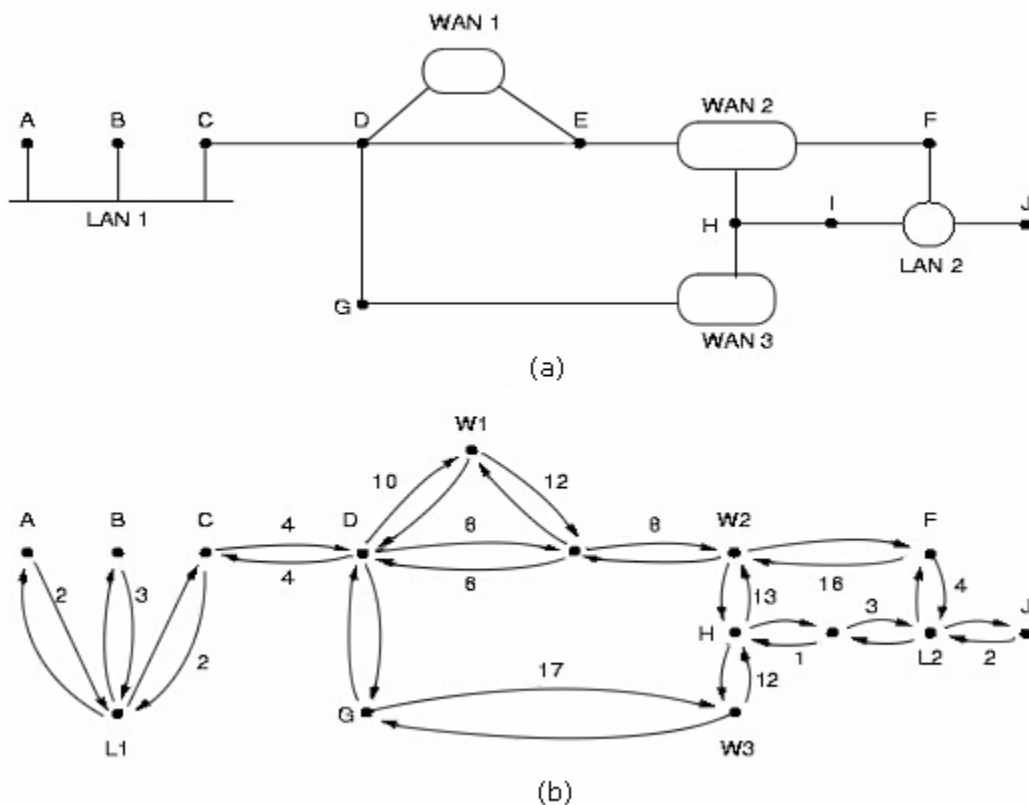 WAN 1
A B C D E WAN 2 F
LAN 1 H I J
LAN 2
G
WAN 3
(a)
W1
10 12
A B C 4 D 8 8 W2 F
4 6 16
2 3 13 4
2 H 3 J
1 L2 2
17 12
G
L1 W3
(b)